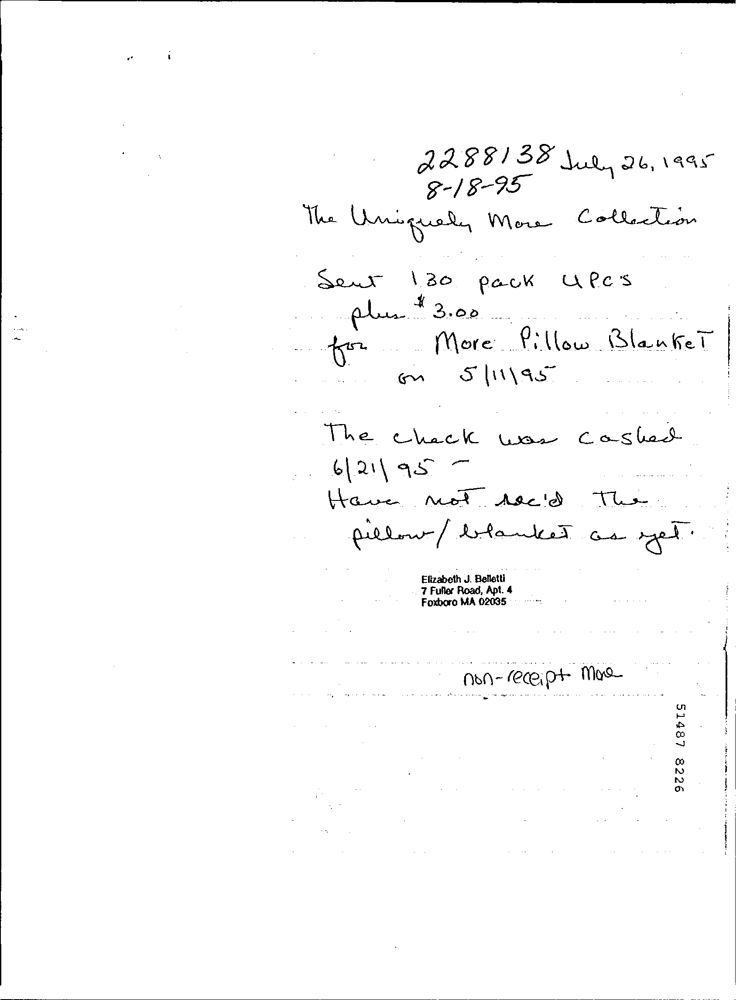 2288138 July 26, 1995
8-18-95
The Uniquely More Collection
Sent 130 pack UPC's
plus $3.00
for More Pillow Blanket
on 5/11/95
The check was cashed
6/21/95 -
Have not rec'd the
pillow/blanket as yet.
Elizabeth J. Belletti
7 Fuller Road, Apt. 4
Foxboro MA 02035
non-receipt More
51487 8226